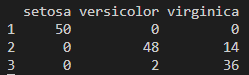 setosa versicolor virginica
1 50 0 0
2 0 48 14
3 0 2 36